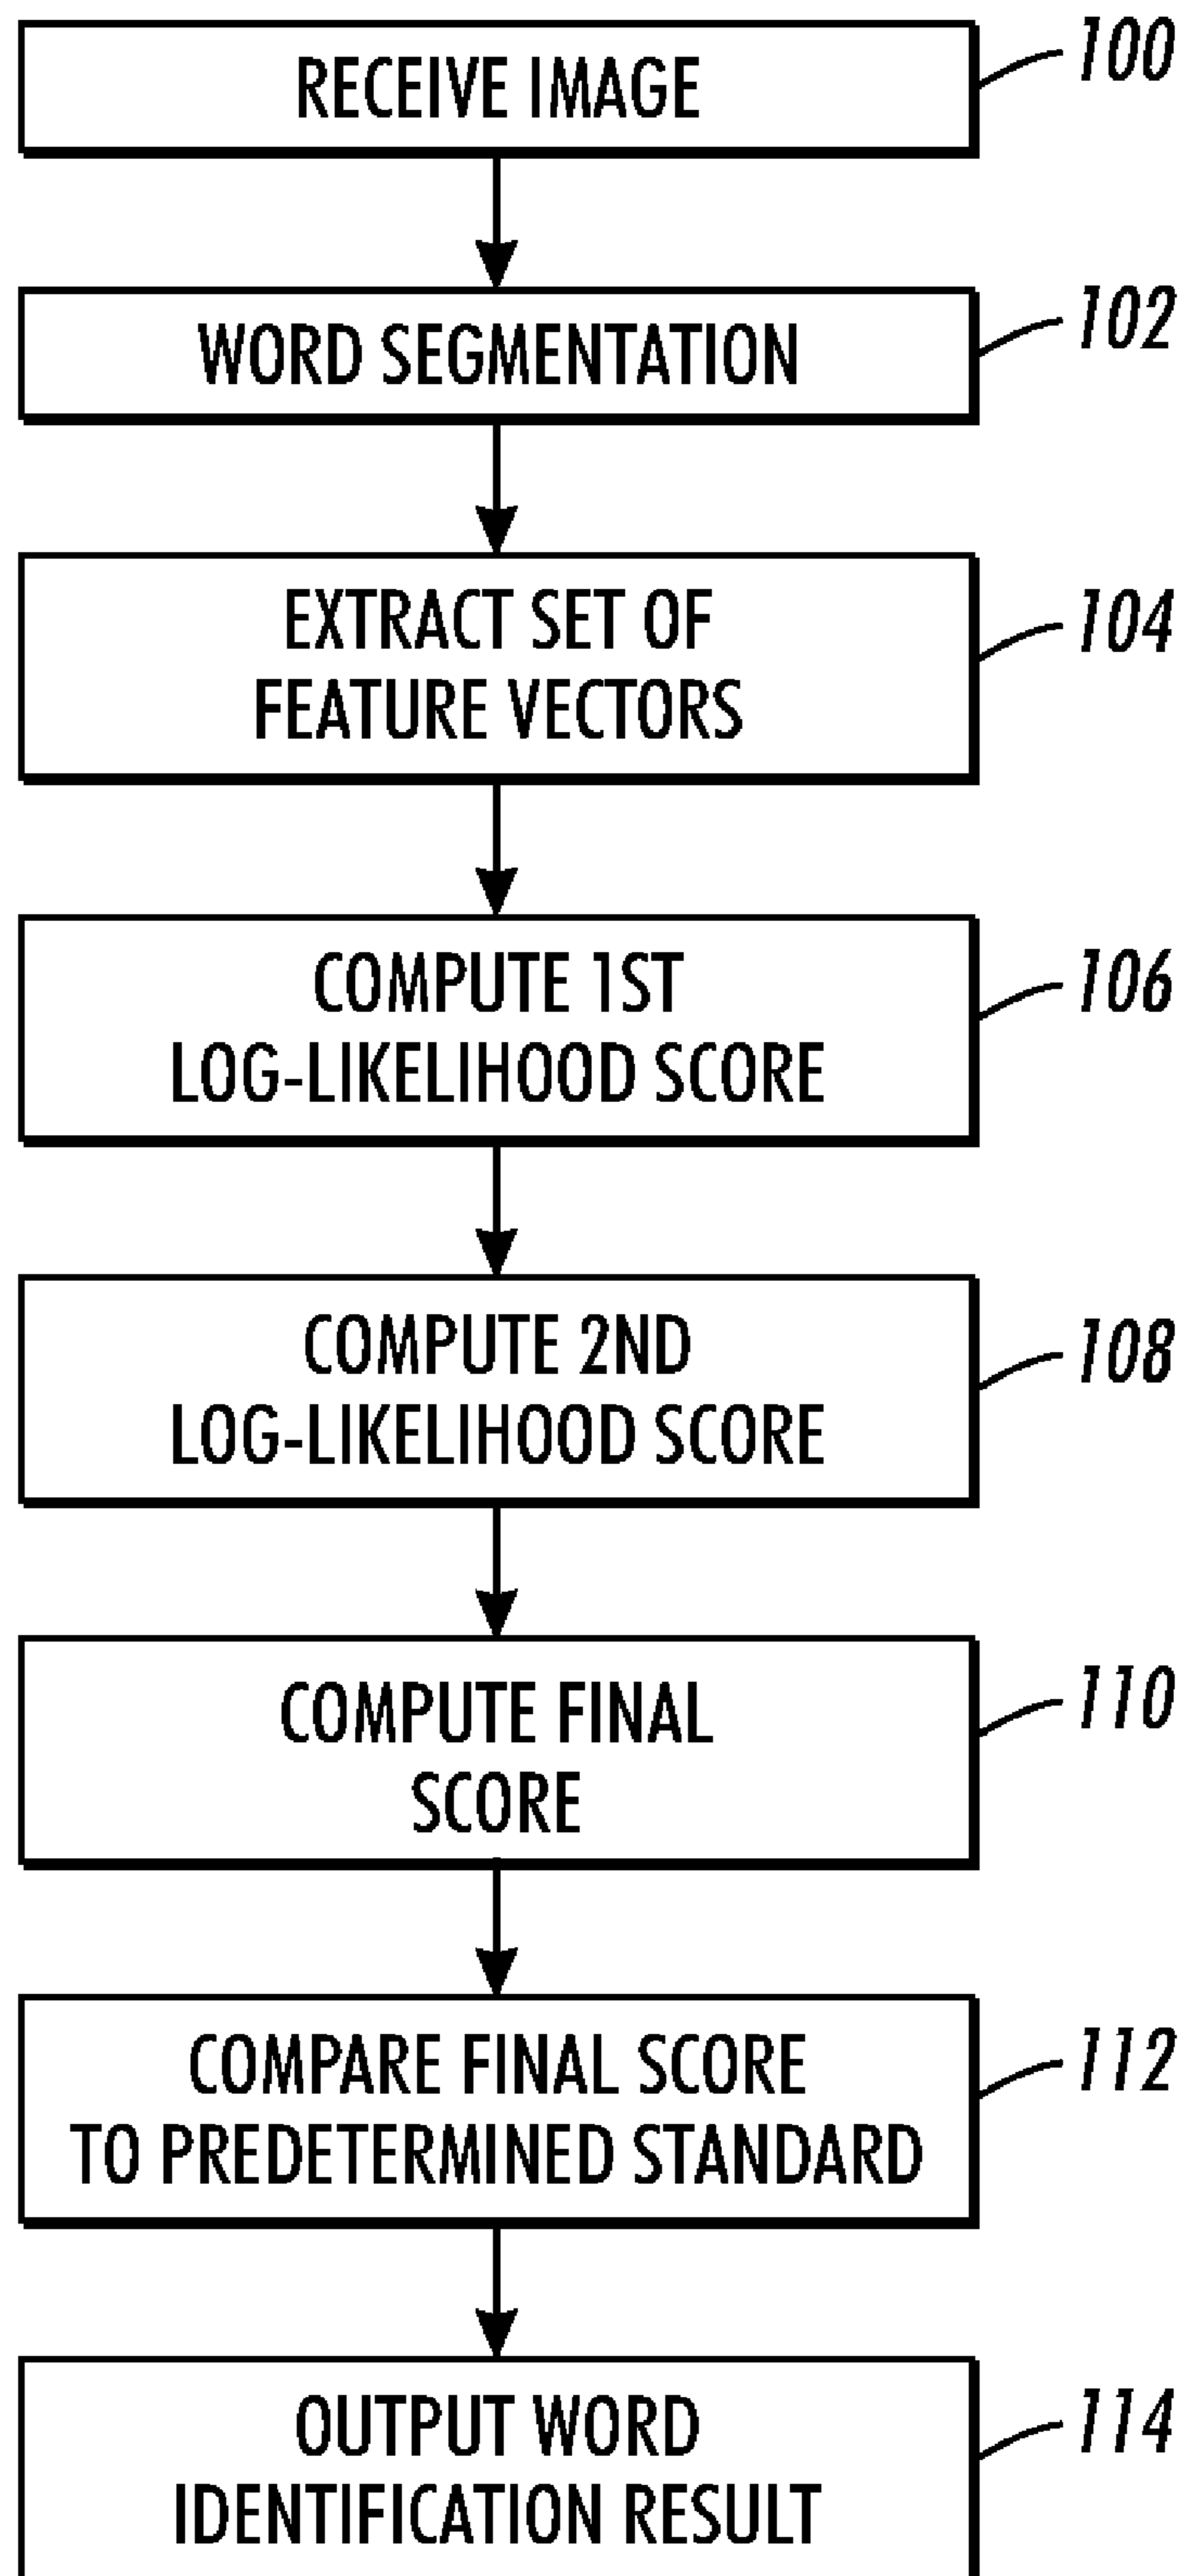 RECEIVE IMAGE
100
WORD SEGMENTATION
102
EXTRACT SET OF
FEATURE VECTORS
104
COMPUTE 1ST
LOG-LIKELIHOOD SCORE
106
COMPUTE 2ND
LOG-LIKELIHOOD SCORE
108
COMPUTE FINAL
SCORE
110
COMPARE FINAL SCORE
TO PREDETERMINED STANDARD
112
OUTPUT WORD
IDENTIFICATION RESULT
114